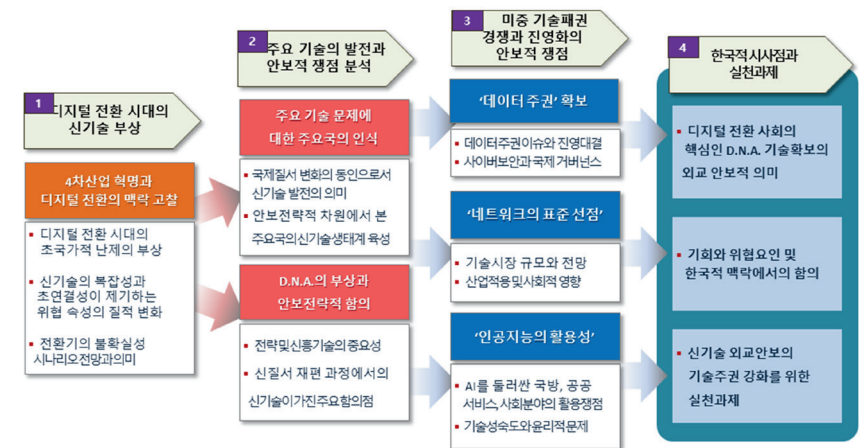 1
디지털 전환 시대의
신기술 부상
4차산업 혁명과
디지털 전환의 맥락 고찰
▪ 디지털 전환 시대의
초국가적 난제의 부상
▪ 신기술의 복잡성과
초연결성이 제기하는
위협 속성의 질적 변화
▪ 전환기의 불확실성
시나리오전망과의미
2
주요 기술의 발전과
안보적 쟁점 분석
주요 기술 문제에
대한 주요국의 인식
▪ 국제질서 변화의 동인으로서
신기술 발전의 의미
▪ 안보전략적 차원에서 본
주요국의신기술생태계 육성
D.N.A.의 부상과
안보전략적 함의
▪ 전략및신흥기술의중요성
▪ 신질서 재편 과정에서의
신기술이가진주요함의점
3
미중 기술패권
경쟁과 진영화의
안보적 쟁점
‘데이터 주권’ 확보
▪ 데이터주권이슈와 진영대결
▪ 사이버보안과국제 거버넌스
‘네트워크의 표준 선점’
▪ 기술시장 규모와 전망
▪ 산업적용및사회적 영향
‘인공지능의 활용성’
▪ AI를 둘러싼 국방, 공공
서비스, 사회분야의 활용쟁점
▪ 기술성숙도와윤리적문제
4
한국적시사점과
실천과제
▪ 디지털 전환 사회의
핵심인 D.N.A. 기술확보의
외교 안보적 의미
▪ 기회와 위협요인 및
한국적 맥락에서의 함의
▪ 신기술 외교안보의
기술주권 강화를 위한
실천과제